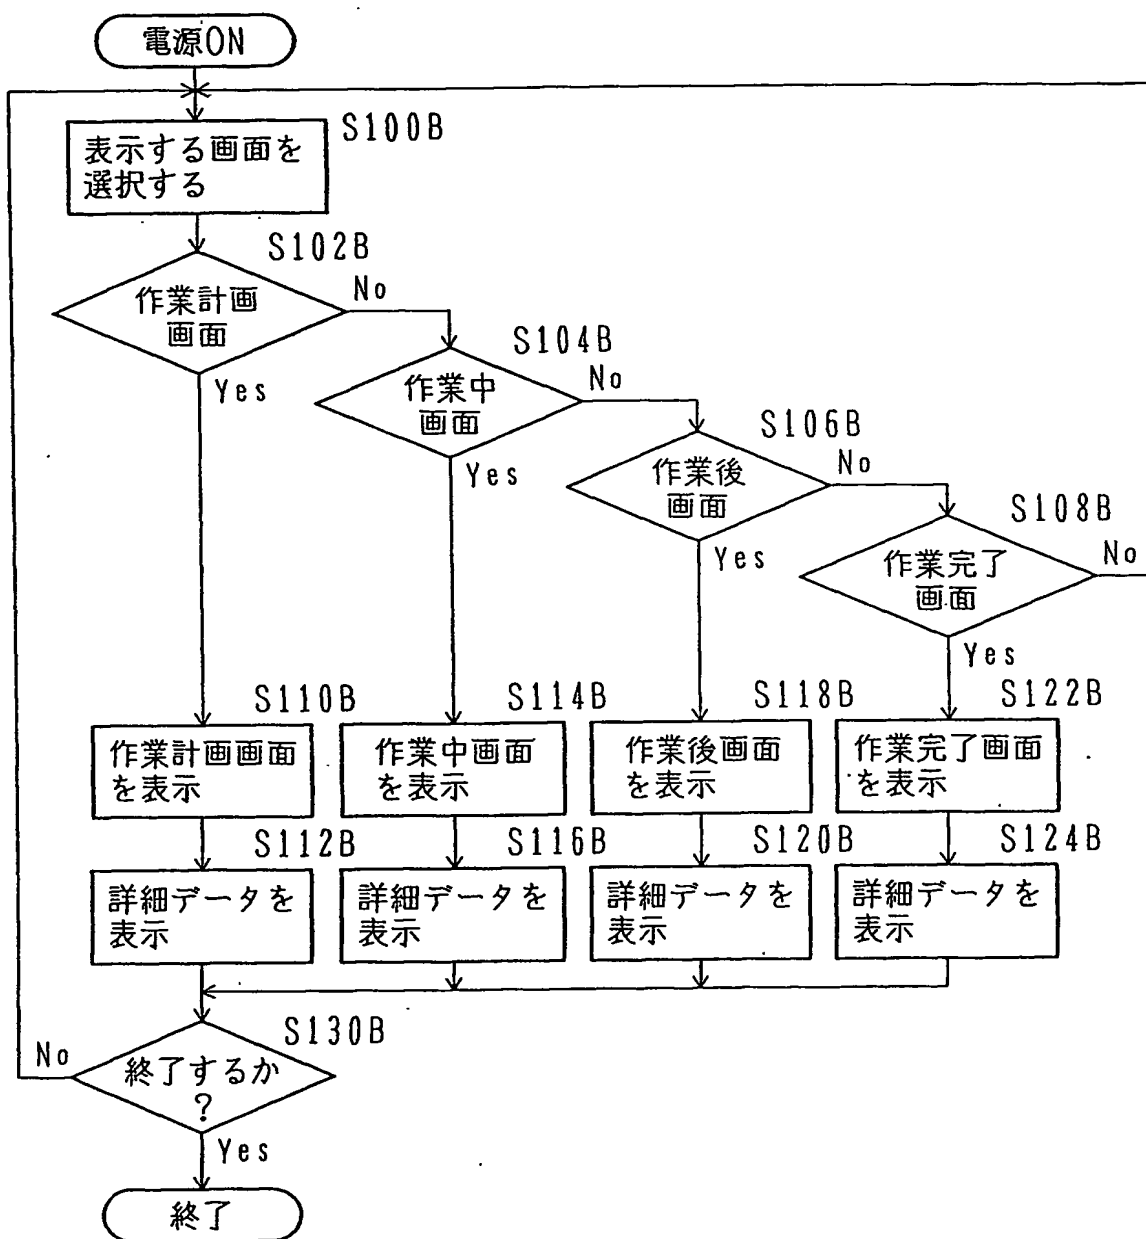 電源ON
表示する画面を
選択する
S100B
S102B
作業計画
画面
No
Yes
S104B
作業中
画面
No
Yes
S106B
作業後
画面
No
Yes
S108B
作業完了
画面
No
Yes
S110B
作業計画画面
を表示
S114B
作業中画面
を表示
S118B
作業後画面
を表示
S122B
作業完了画面
を表示
S112B
詳細データを
表示
S116B
詳細データを
表示
S120B
詳細データを
表示
S124B
詳細データを
表示
S130B
終了するか
?
No
Yes
終了